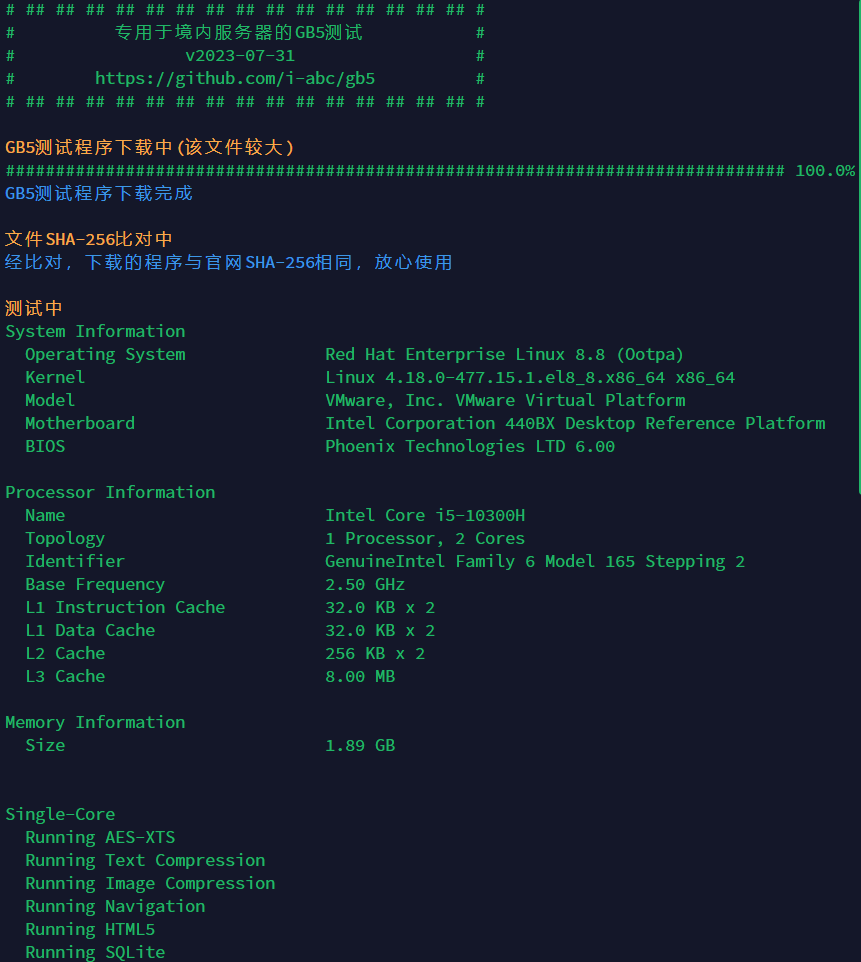 # ## ## ## ## ## ## ## ## ## ## ## ## ## ## ## #
# 专用于境内服务器的GB5测试 #
# v2023-07-31 #
# https://github.com/i-abc/gb5 #
# ## ## ## ## ## ## ## ## ## ## ## ## ## ## ## #
GB5测试程序下载中(该文件较大)
############################################################################## 100.0%
GB5测试程序下载完成
文件SHA-256比对中
经比对，下载的程序与官网SHA-256相同，放心使用
测试中
System Information
Operating System Red Hat Enterprise Linux 8.8 (Ootpa)
Kernel Linux 4.18.0-477.15.1.el8_8.x86_64 x86_64
Model VMware, Inc. VMware Virtual Platform
Motherboard Intel Corporation 440BX Desktop Reference Platform
BIOS Phoenix Technologies LTD 6.00
Processor Information
Name Intel Core i5-10300H
Topology 1 Processor, 2 Cores
Identifier GenuineIntel Family 6 Model 165 Stepping 2
Base Frequency 2.50 GHz
L1 Instruction Cache 32.0 KB x 2
L1 Data Cache 32.0 KB x 2
L2 Cache 256 KB x 2
L3 Cache 8.00 MB
Memory Information
Size 1.89 GB
Single-Core
Running AES-XTS
Running Text Compression
Running Image Compression
Running Navigation
Running HTML5
Running SQLite